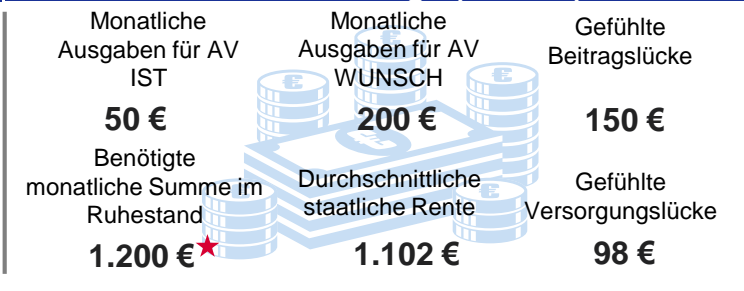 Monatliche
Ausgaben für AV
IST
50 €
Monatliche
Ausgaben für AV
WUNSCH
200 €
Gefühlte
Beitragslücke
150 €
Benötigte
monatliche Summe im
Ruhestand
1.200 €
Durchschnittliche
staatliche Rente
1.102 €
Gefühlte
Versorgungslücke
98 €